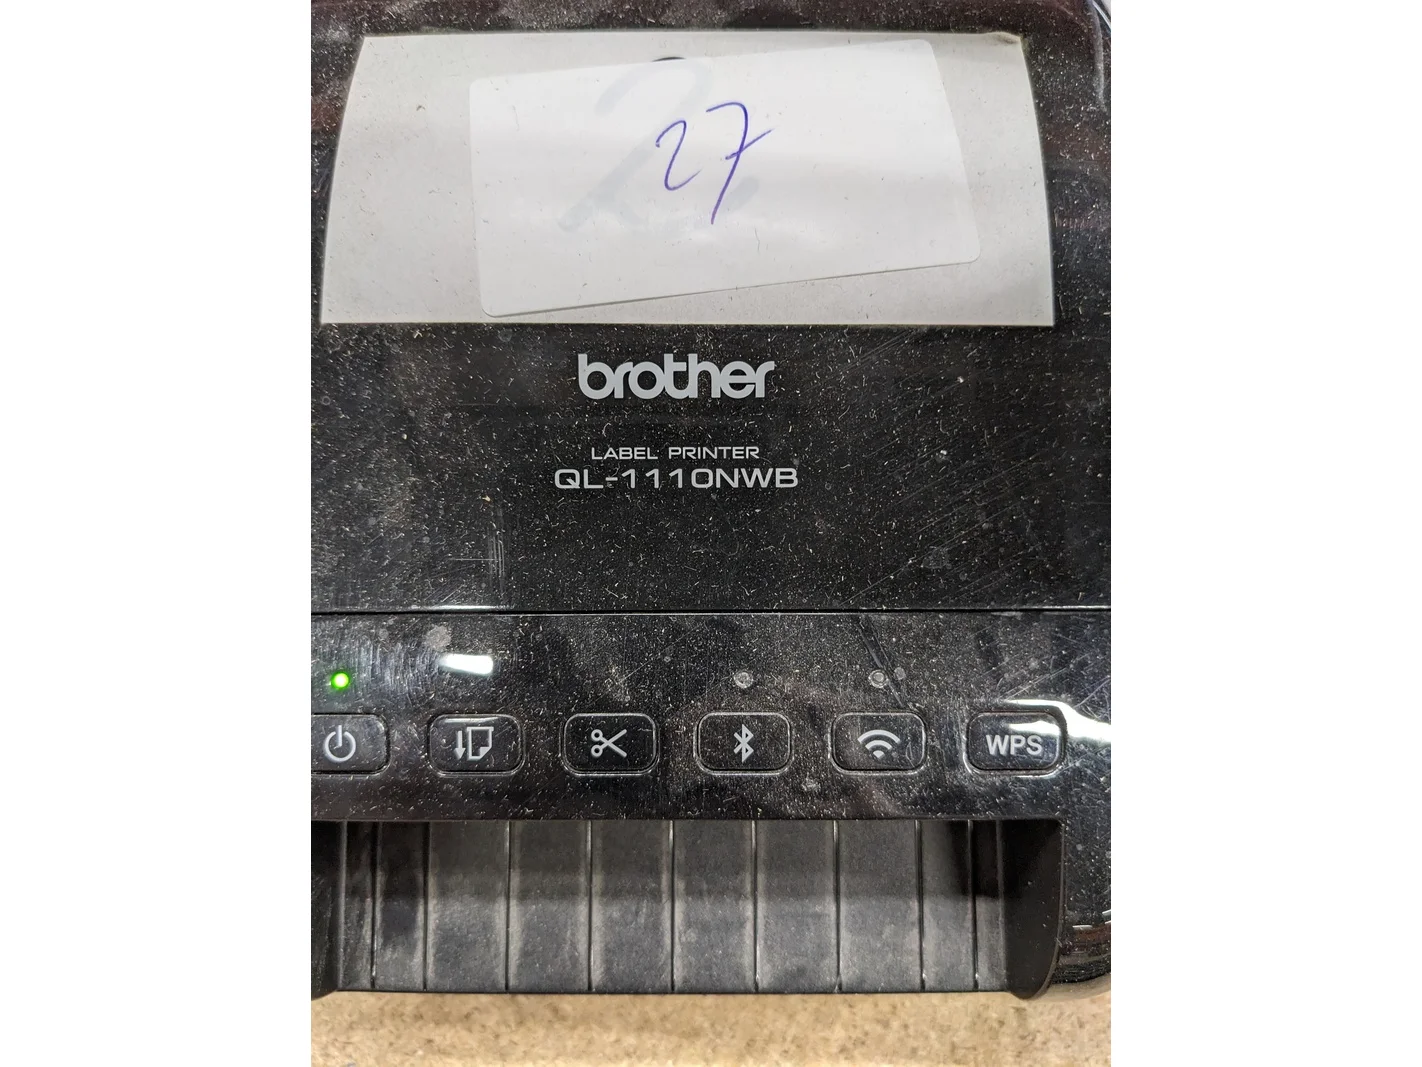 27
brother
LABEL PRINTER
QL-1110NWB
WPS